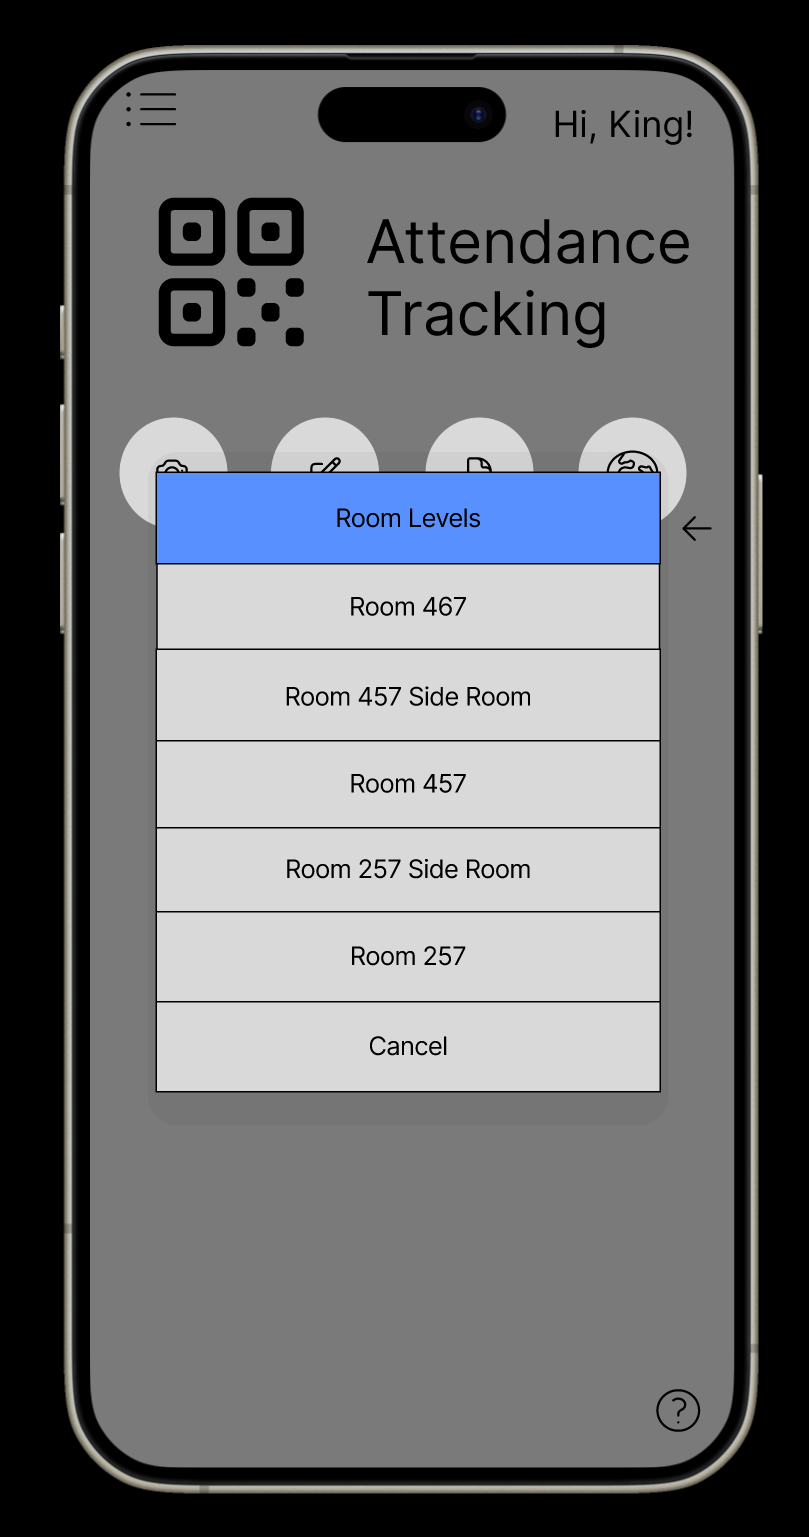 Hi, King!
Attendance
Tracking
Room Levels
Room 467
Room 457 Side Room
Room 457
Room 257 Side Room
Room 257
Cancel
?